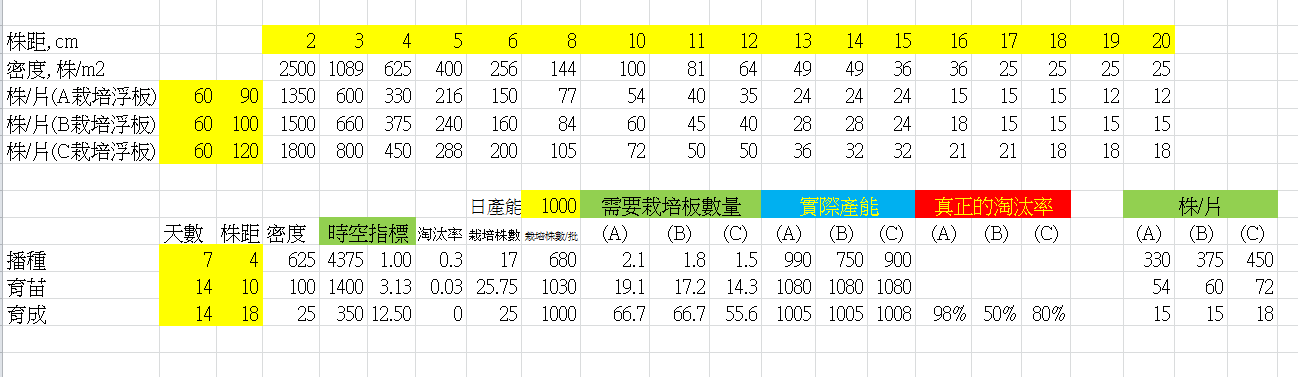 株距,cm 2 3 4 5 6 8 10 11 12 13 14 15 16 17 18 19 20
密度,株/m2 2500 1089 625 400 256 144 100 81 64 49 49 36 36 25 25 25 25
株/片(A栽培浮板) 60 90 1350 600 330 216 150 77 54 40 35 24 24 24 15 15 15 12 12
株/片(B栽培浮板) 60 100 1500 660 375 240 160 84 60 45 40 28 28 24 18 15 15 15 15
株/片(C栽培浮板) 60 120 1800 800 450 288 200 105 72 50 50 36 32 32 21 21 18 18 18
日產能 1000 需要栽培板數量 實際產能 真正的淘汰率 株/片
天數 株距 密度 時空指標 淘汰率 栽培株數 栽培株數/批 (A) (B) (C) (A) (B) (C) (A) (B) (C) (A) (B) (C)
播種 7 4 625 4375 1.00 0.3 17 680 2.1 1.8 1.5 990 750 900 330 375 450
育苗 14 10 100 1400 3.13 0.03 25.75 1030 19.1 17.2 14.3 1080 1080 1080 54 60 72
育成 14 18 25 350 12.50 0 25 1000 66.7 66.7 55.6 1005 1005 1008 98% 50% 80% 15 15 18